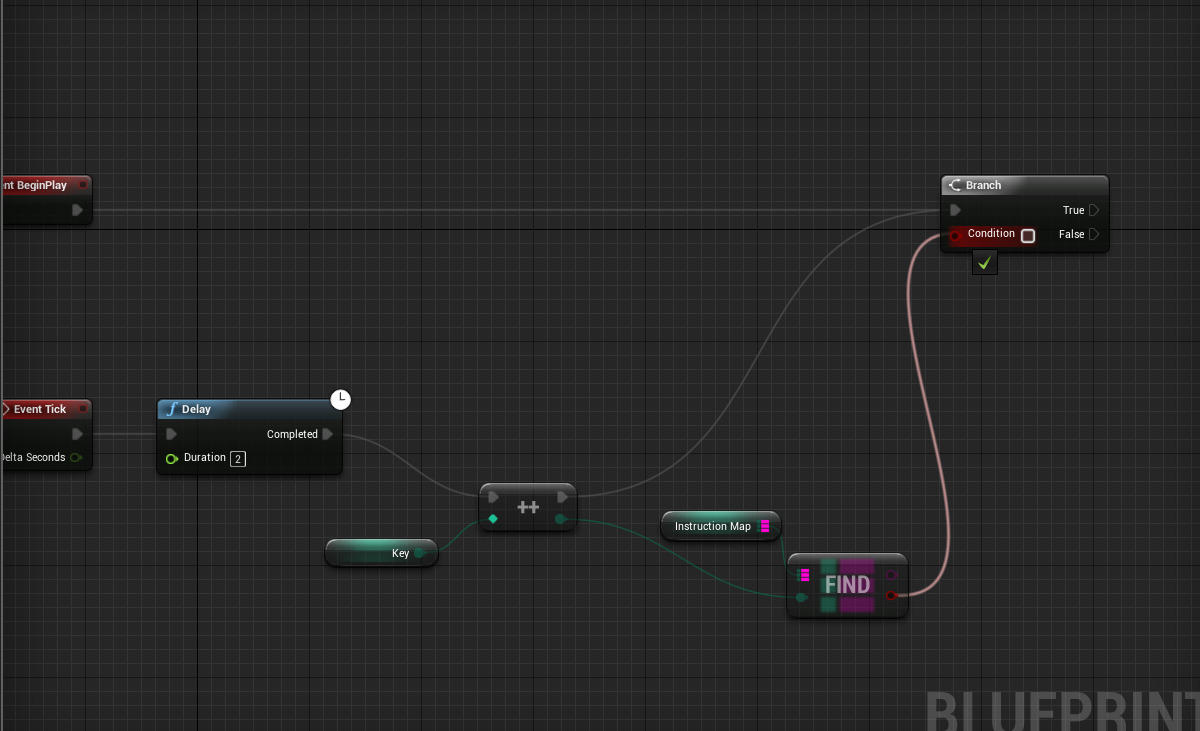 nt BeginPlay
Branch
True
Condition
False
Event Tick
Delay
Completed
Delta Seconds
Duration 2
++
Instruction Map
Key
FIND
BLUEPRINT